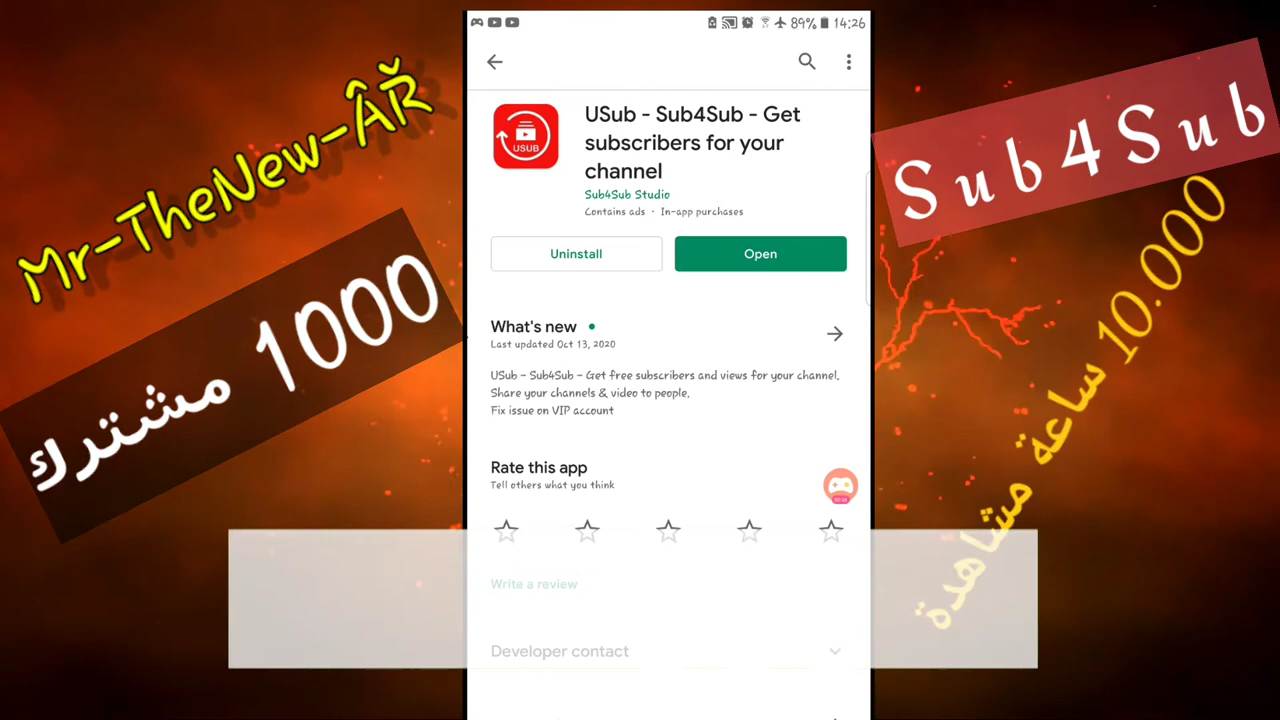 89% 14:26
USub - Sub4Sub - Get
subscribers for your
channel
Sub4Sub Studio
Contains ads · In-app purchases
USUB
Uninstall
Open
What's new
Last updated Oct 13, 2020
USub - Sub4Sub - Get free subscribers and views for your channel.
Share your channels & video to people.
Fix issue on VIP account
Rate this app
Tell others what you think
Write a review
Developer contact
Mr-TheNew-ÂŘ
1000 مشترك
Sub4Sub
10.000 ساعة مشاهدة